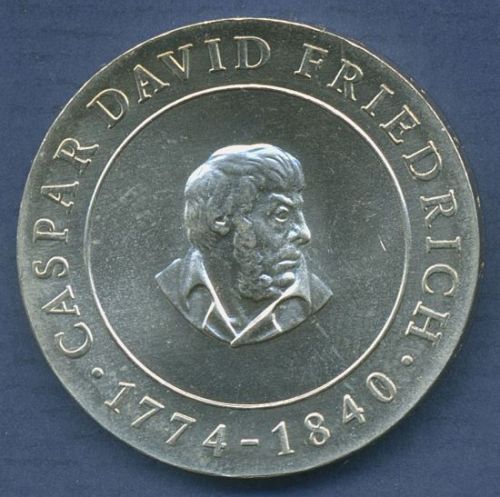 · CASPAR DAVID FRIEDRICH ·
1774-1840